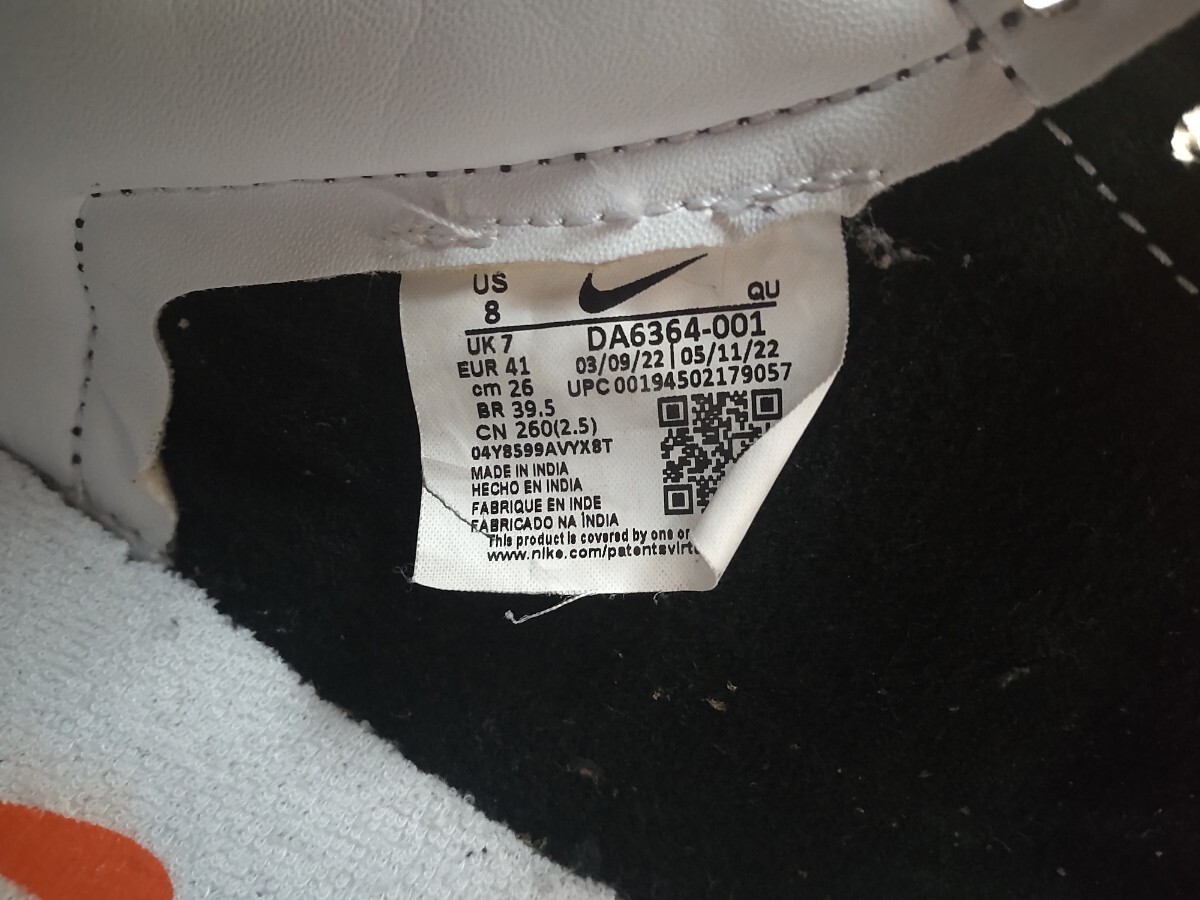 US
8
QU
UK 7
DA6364-001
EUR 41
03/09/22 | 05/11/22
cm 26
UPC 00194502179057
BR 39.5
CN 260(2.5)
04Y8599AVYX8T
MADE IN INDIA
HECHO EN INDIA
FABRIQUE EN INDE
FABRICADO NA ÍNDIA
This product is covered by one or
www.nike.com/patentsvirtu